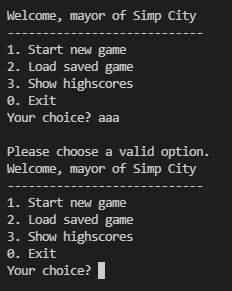 Welcome, mayor of Simp City
----------------------------
1. Start new game
2. Load saved game
3. Show highscores
0. Exit
Your choice? aaa
Please choose a valid option.
Welcome, mayor of Simp City
----------------------------
1. Start new game
2. Load saved game
3. Show highscores
0. Exit
Your choice?